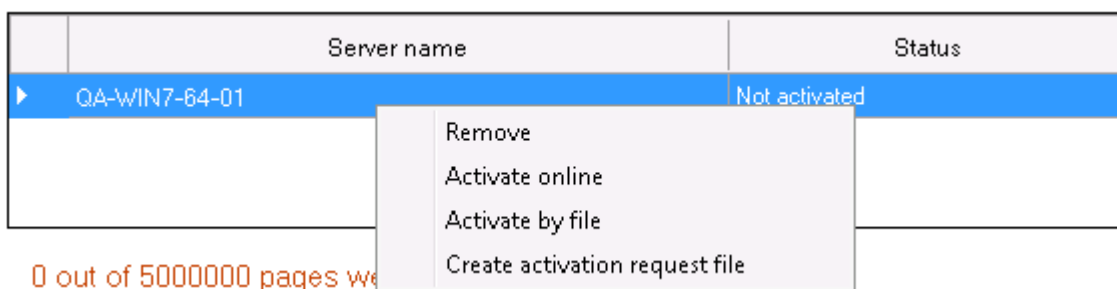 Server name Status
QA-WIN7-64-01 Not activated
Remove
Activate online
Activate by file
Create activation request file
0 out of 5000000 pages